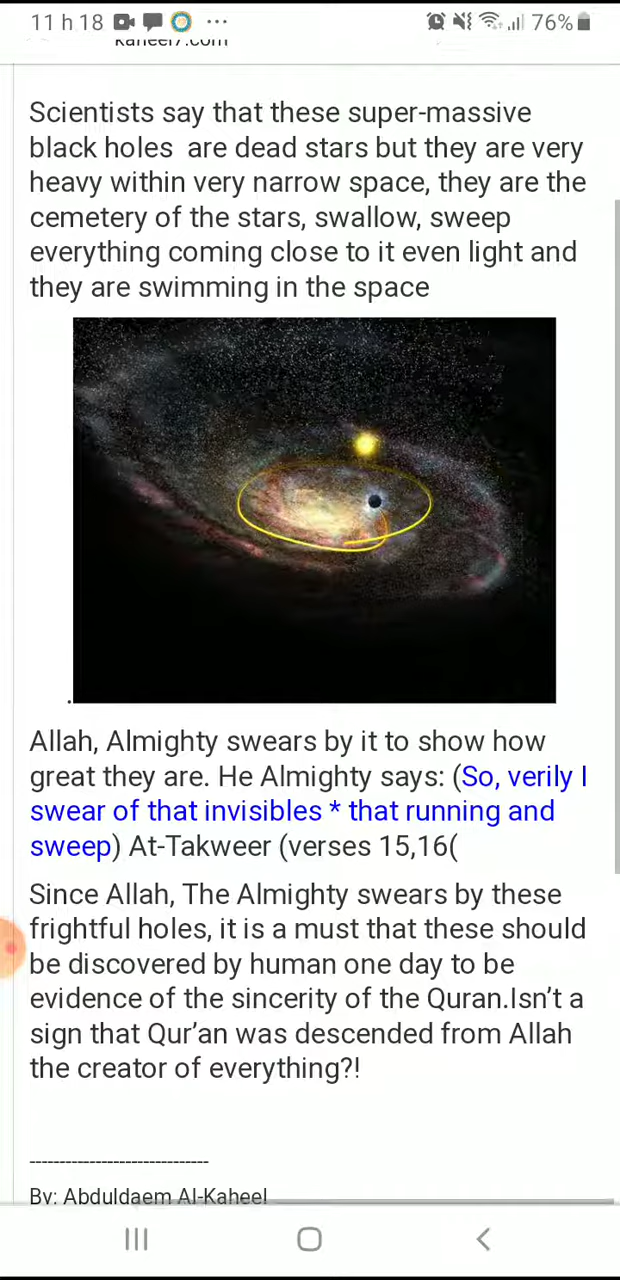 11 h 18 ... 76%
kaheel7.com
Scientists say that these super-massive
black holes  are dead stars but they are very
heavy within very narrow space, they are the
cemetery of the stars, swallow, sweep
everything coming close to it even light and
they are swimming in the space
.
Allah, Almighty swears by it to show how
great they are. He Almighty says: (So, verily I
swear of that invisibles * that running and
sweep) At-Takweer (verses 15,16(
Since Allah, The Almighty swears by these
frightful holes, it is a must that these should
be discovered by human one day to be
evidence of the sincerity of the Quran.Isn’t a
sign that Qur’an was descended from Allah
the creator of everything?!
------------------------------
By: Abduldaem Al-Kaheel